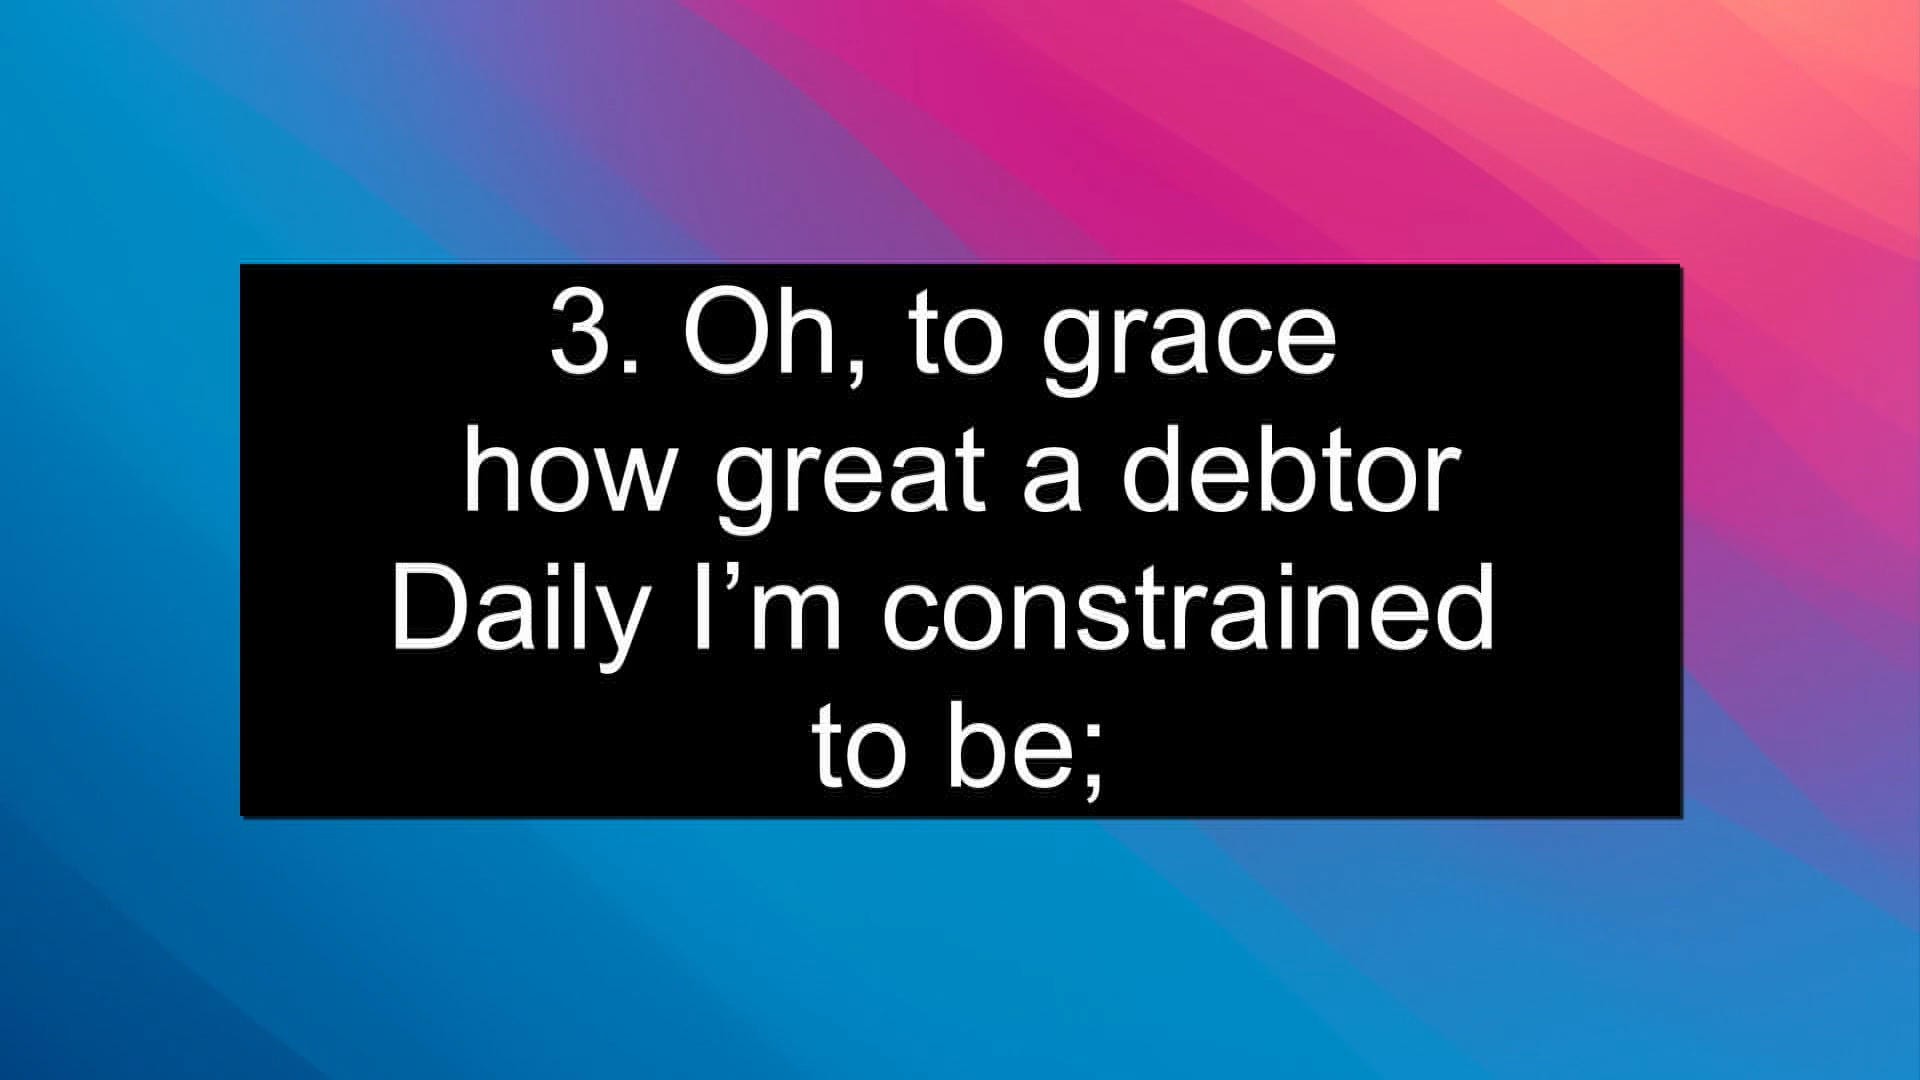 3. Oh, to grace
how great a debtor
Daily I’m constrained
to be;